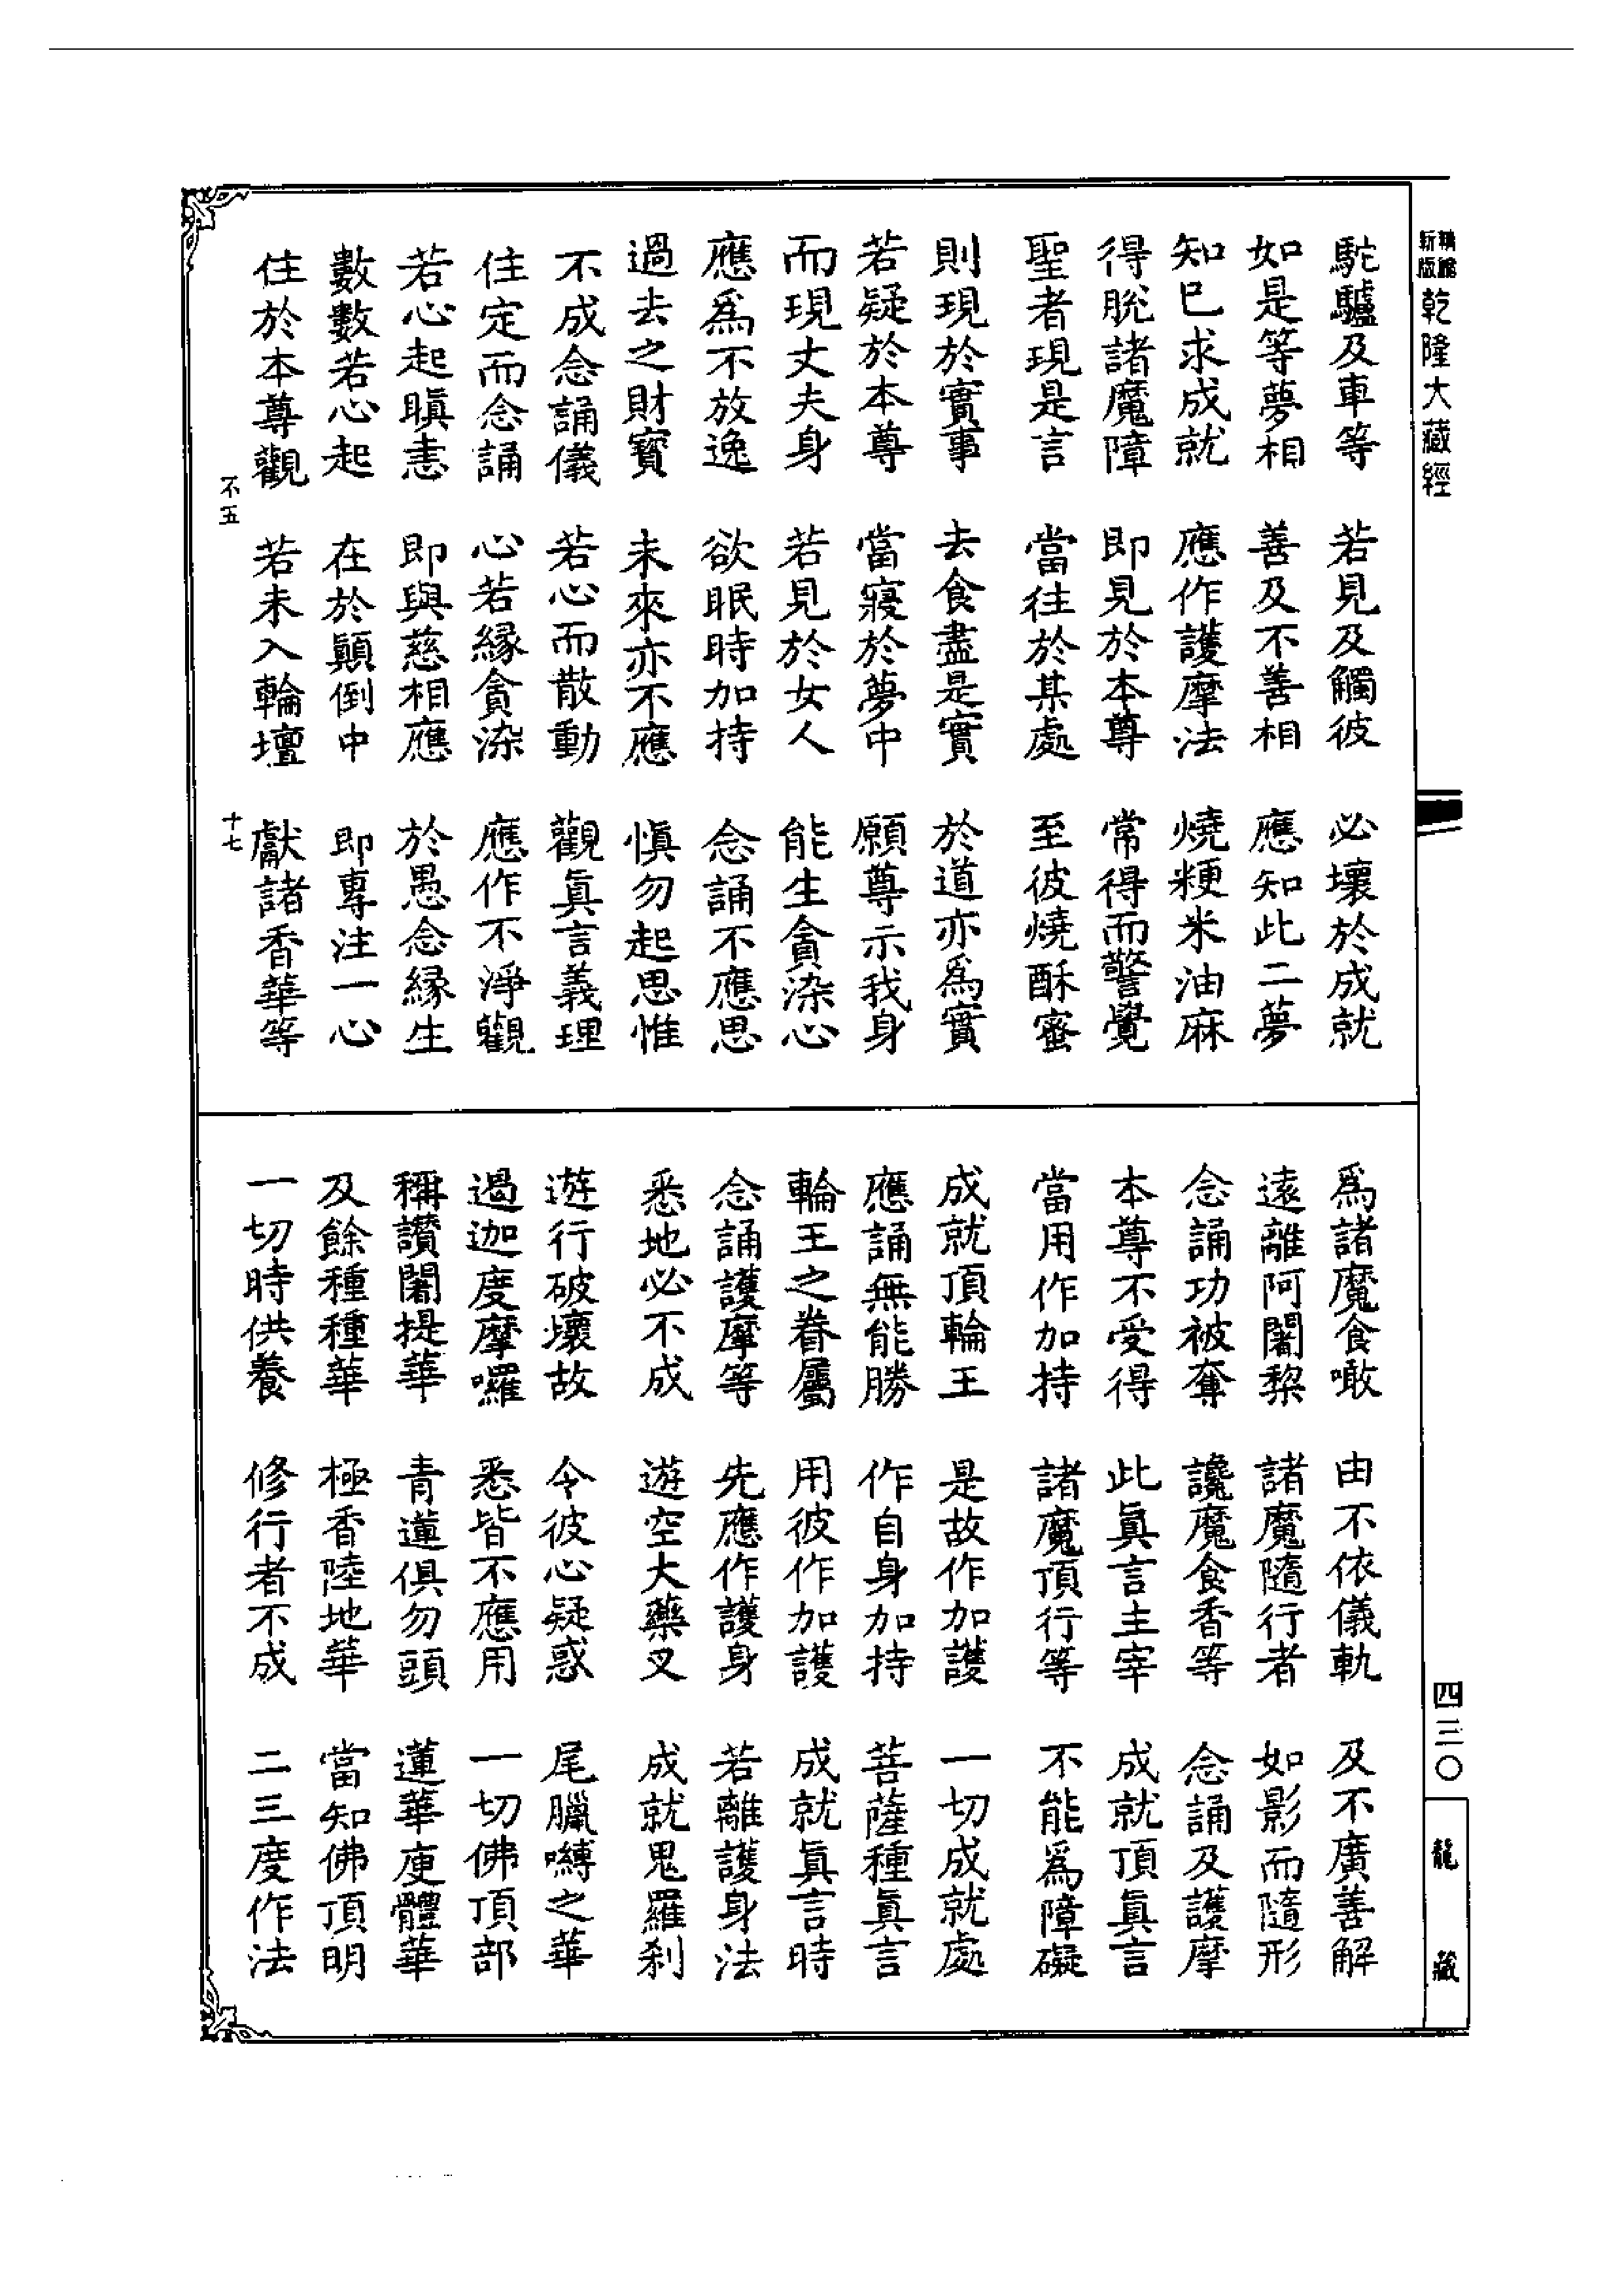 新版 乾隆大藏經
駝驢及車等 若見及觸彼 必壞於成就
如是等夢相 善及不善相 應知此二夢
知巳求成就 應作護摩法 燒粳米油麻
得脫諸魔障 即見於本尊 常得而警覺
聖者現是言 當往於某處 至彼燒酥蜜
則現於實事 去食盡是實 於道亦爲實
若疑於本尊 當寢於夢中 願尊示我身
而現丈夫身 若見於女人 能生貪染心
應爲不放逸 欲眠時加持 念誦不應思
過去之財寳 未來亦不應 愼勿起思惟
不成念誦儀 若心而散動 觀眞言義理
住定而念誦 心若緣貪染 應作不淨觀
若心起瞋恚 即與慈相應 於愚念緣生
數數若心起 在於顚倒中 即專注一心
住於本尊觀 若未入輪壇 獻諸香華等
不五 十七
爲諸魔食噉 由不依儀軌 及不廣善解
遠離阿闍梨 諸魔隨行者 如影而隨形
念誦功被奪 讒魔食香等 念誦及護摩
本尊不受得 此眞言主宰 成就頂眞言
當用作加持 諸魔頂行等 不能爲障礙
成就頂輪王 是故作加護 一切成就處
應誦無能勝 作自身加持 菩薩種眞言
輪王之眷屬 用彼作加護 成就眞言時
念誦護摩等 先應作護身 若離護身法
悉地必不成 遊空大藥叉 成就鬼羅刹
遊行破壞故 令彼心疑惑 尾臘嚩之華
過迦度摩囉 悉皆不應用 一切佛頂部
稱讚闍提華 青蓮俱勿頭 蓮華庾體華
及餘種種華 極香陸地華 當知佛頂明
一切時供養 修行者不成 二三度作法
四三〇
龍藏